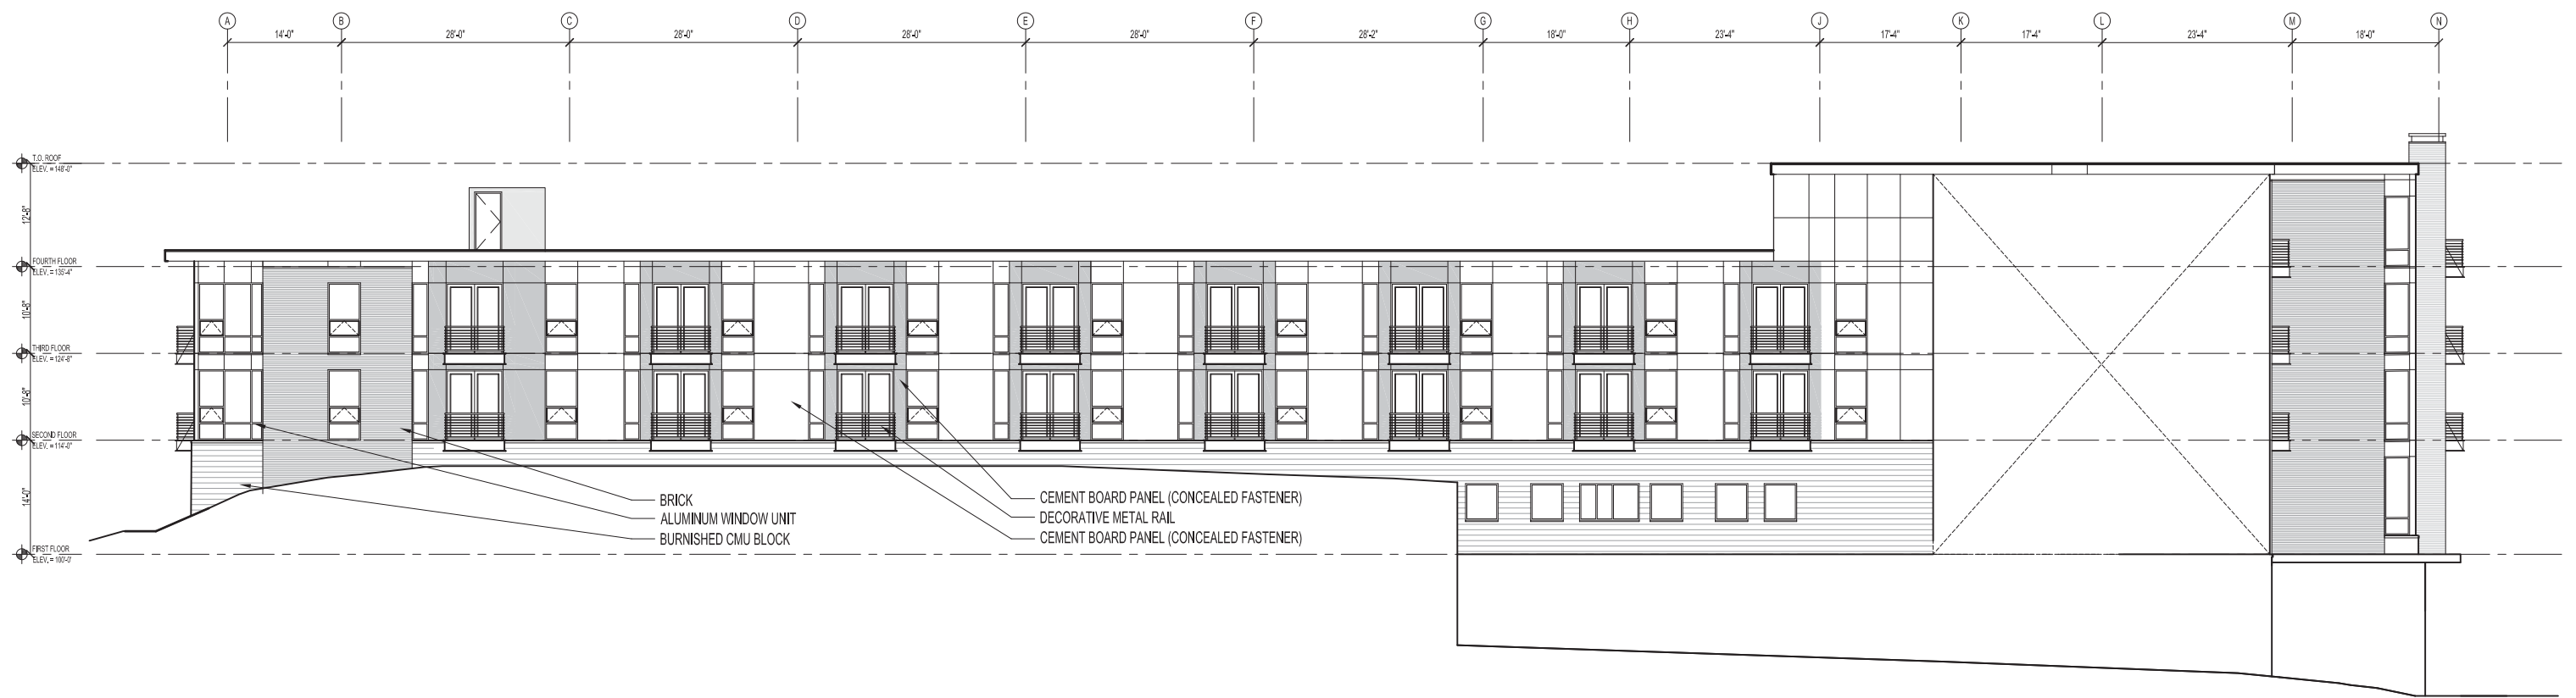 A B C D E F G H J K L M N
14'-0" 28'-0" 28'-0" 28'-0" 28'-0" 28'-2" 18'-0" 23'-4" 17'-4" 17'-4" 23'-4" 18'-0"
T.O. ROOF
ELEV. = 148'-0"
12'-8"
FOURTH FLOOR
ELEV. = 135'-4"
10'-8"
THIRD FLOOR
ELEV. = 124'-8"
10'-8"
SECOND FLOOR
ELEV. = 114'-0"
14'-0"
FIRST FLOOR
ELEV. = 100'-0"
BRICK
ALUMINUM WINDOW UNIT
BURNISHED CMU BLOCK
CEMENT BOARD PANEL (CONCEALED FASTENER)
DECORATIVE METAL RAIL
CEMENT BOARD PANEL (CONCEALED FASTENER)